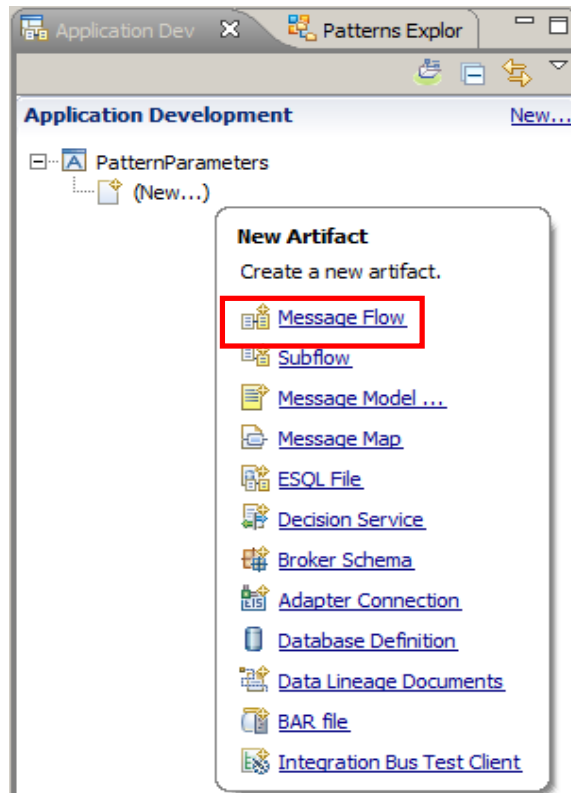 Application Dev Patterns Explor
Application Development New...
PatternParameters
(New...)
New Artifact
Create a new artifact.
Message Flow
Subflow
Message Model ...
Message Map
ESQL File
Decision Service
Broker Schema
Adapter Connection
Database Definition
Data Lineage Documents
BAR file
Integration Bus Test Client